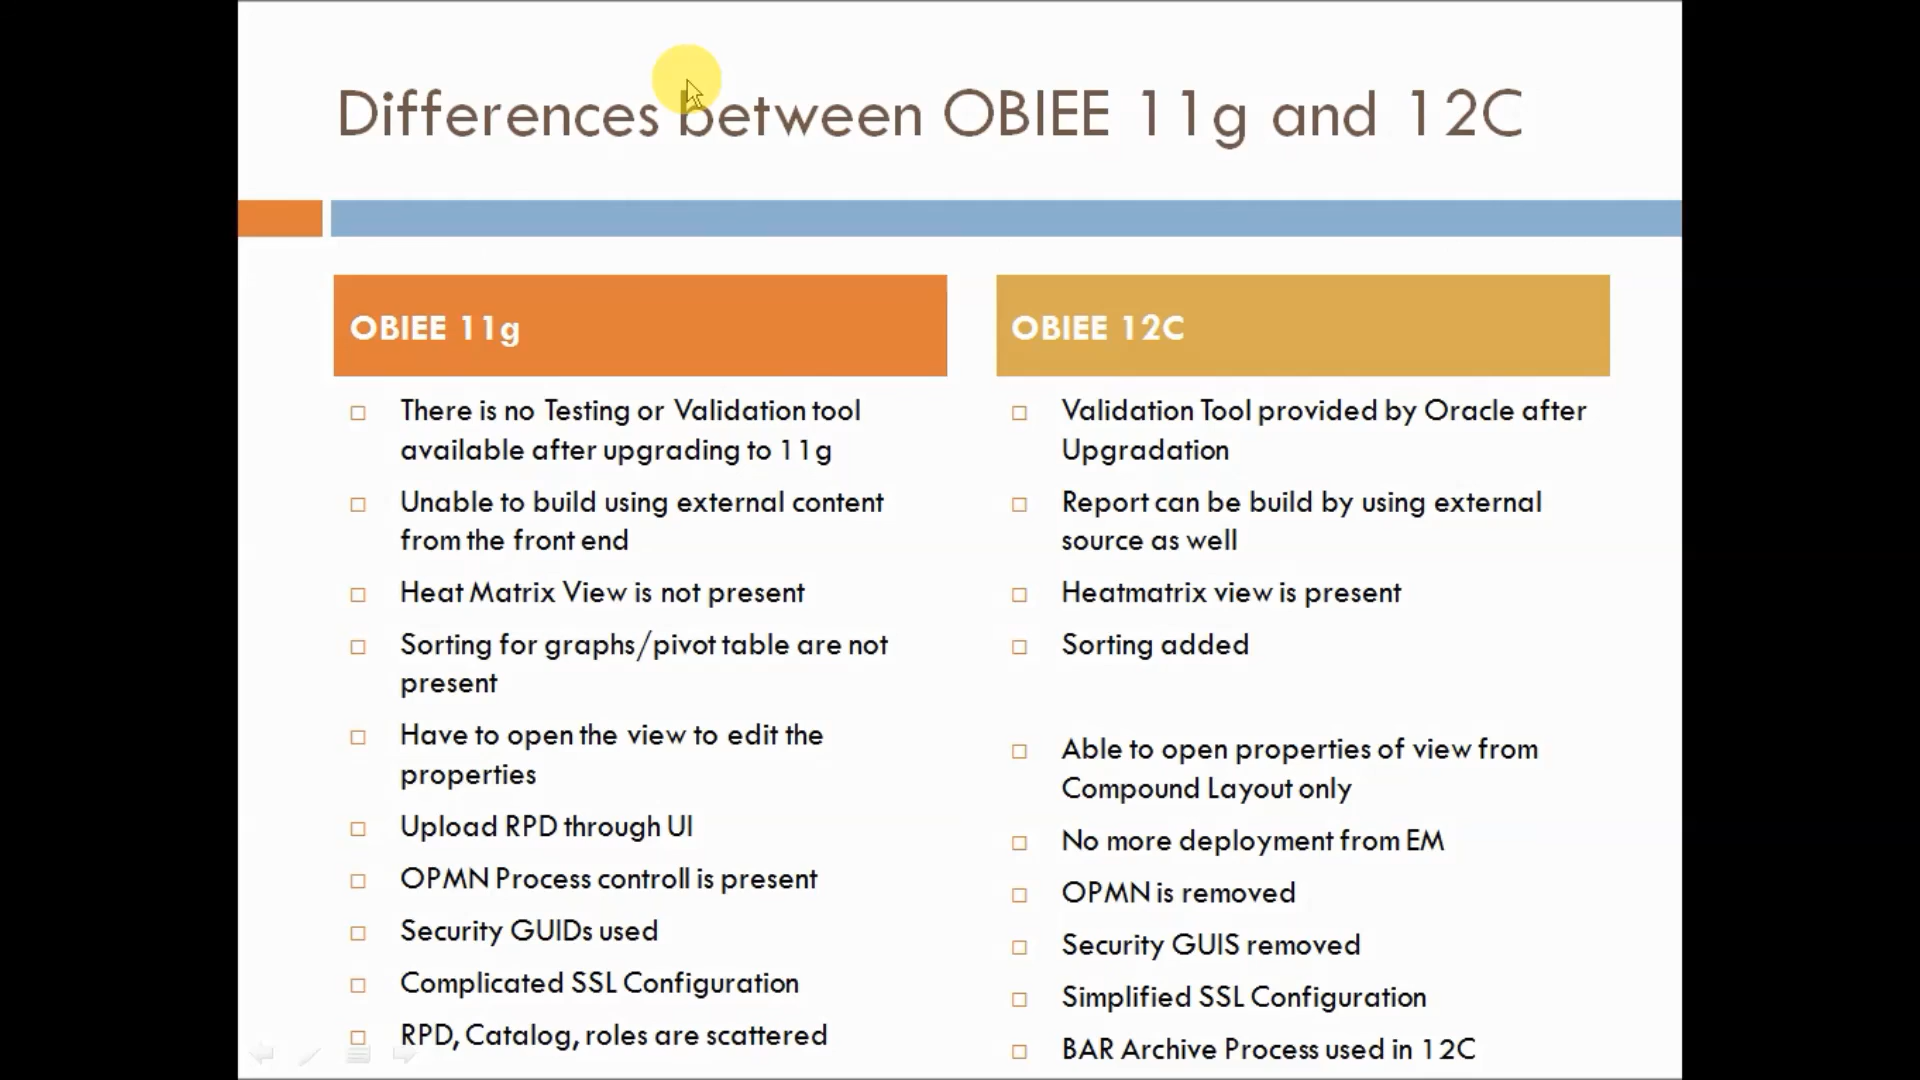 Differences between OBIEE 11g and 12C
OBIEE 11g
There is no Testing or Validation tool
available after upgrading to 11g
Unable to build using external content
from the front end
Heat Matrix View is not present
Sorting for graphs/pivot table are not
present
Have to open the view to edit the
properties
Upload RPD through UI
OPMN Process controll is present
Security GUIDs used
Complicated SSL Configuration
RPD, Catalog, roles are scattered
OBIEE 12C
Validation Tool provided by Oracle after
Upgradation
Report can be build by using external
source as well
Heatmatrix view is present
Sorting added
Able to open properties of view from
Compound Layout only
No more deployment from EM
OPMN is removed
Security GUIS removed
Simplified SSL Configuration
BAR Archive Process used in 12C